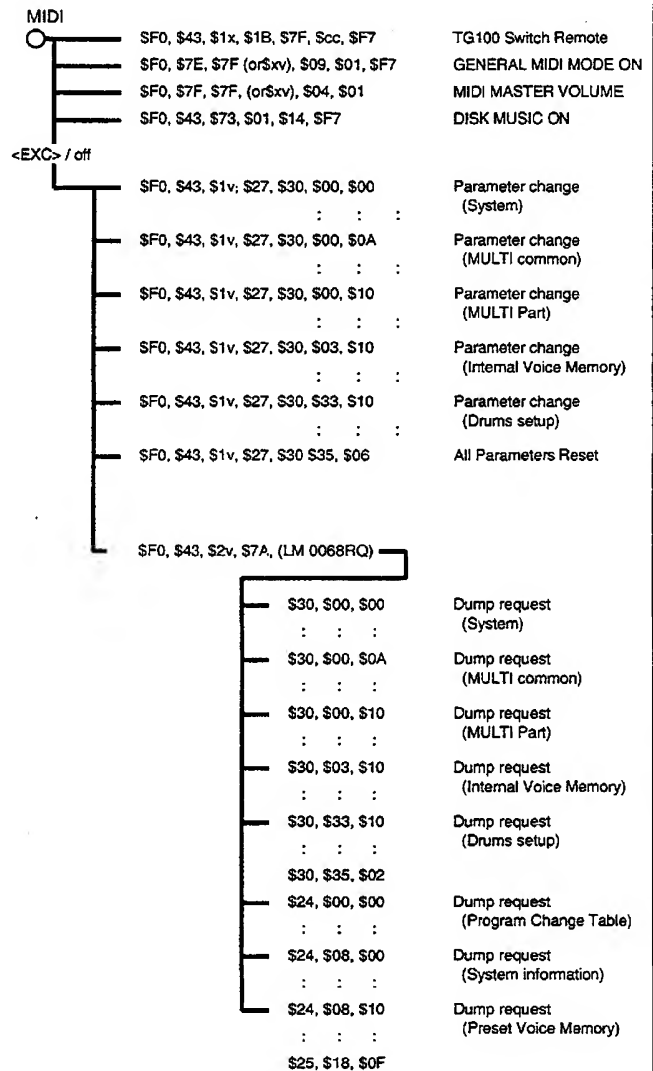 MIDI
$F0, $43, $1x, $1B, $7F, $cc, $F7 TG100 Switch Remote
$F0, $7E, $7F (or$xv), $09, $01, $F7 GENERAL MIDI MODE ON
$F0, $7F, $7F, (or$xv), $04, $01 MIDI MASTER VOLUME
$F0, $43, $73, $01, $14, $F7 DISK MUSIC ON
<EXC> / off
$F0, $43, $1v; $27, $30, $00, $00 Parameter change
(System)
: : :
$F0, $43, $1v, $27, $30, $00, $0A Parameter change
(MULTI common)
: : :
$F0, $43, $1v, $27, $30, $00, $10 Parameter change
(MULTI Part)
: : :
$F0, $43, $1v, $27, $30, $03, $10 Parameter change
(Internal Voice Memory)
: : :
$F0, $43, $1v, $27, $30, $33, $10 Parameter change
(Drums setup)
: : :
$F0, $43, $1v, $27, $30 $35, $06 All Parameters Reset
$F0, $43, $2v, $7A, (LM 0068RQ)
$30, $00, $00 Dump request
(System)
: : :
$30, $00, $0A Dump request
(MULTI common)
: : :
$30, $00, $10 Dump request
(MULTI Part)
: : :
$30, $03, $10 Dump request
(Internal Voice Memory)
: : :
$30, $33, $10 Dump request
(Drums setup)
: : :
$30, $35, $02
$24, $00, $00 Dump request
(Program Change Table)
: : :
$24, $08, $00 Dump request
(System information)
: : :
$24, $08, $10 Dump request
(Preset Voice Memory)
: : :
$25, $18, $0F